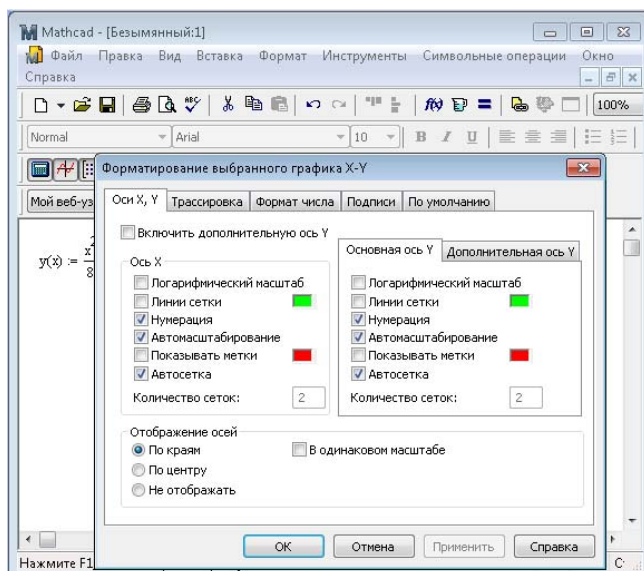 Mathcad - [Безымянный:1]
Файл Правка Вид Вставка Формат Инструменты Символьные операции Окно
Справка
100%
Normal Arial 10 B I U
Мой веб-уз
y(x) := x² 8
Форматирование выбранного графика X-Y
Оси X, Y Трассировка Формат числа Подписи По умолчанию
Включить дополнительную ось Y
Ось X
Логарифмический масштаб
Линии сетки
Нумерация
Автомасштабирование
Показывать метки
Автосетка
Количество сеток: 2
Основная ось Y Дополнительная ось Y
Логарифмический масштаб
Линии сетки
Нумерация
Автомасштабирование
Показывать метки
Автосетка
Количество сеток: 2
Отображение осей
По краям
По центру
Не отображать
В одинаковом масштабе
OK Отмена Применить Справка
Нажмите F1